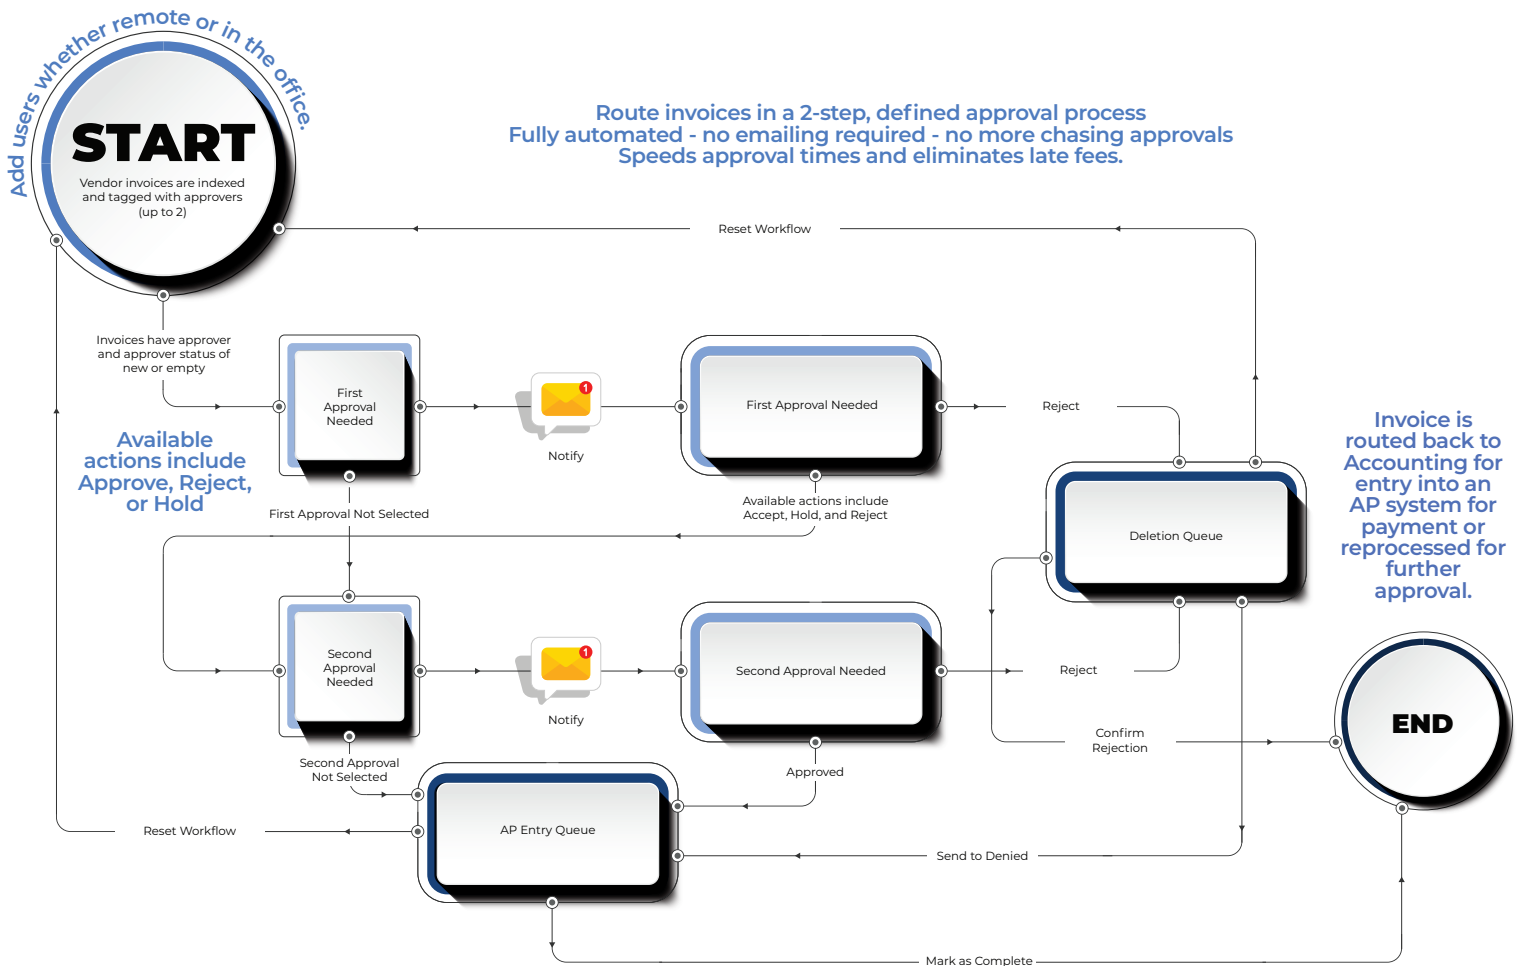 Add users whether remote or in the office.
START
Vendor invoices are indexed
and tagged with approvers
(up to 2)
Route invoices in a 2-step, defined approval process
Fully automated - no emailing required - no more chasing approvals
Speeds approval times and eliminates late fees.
Reset Workflow
Invoices have approver
and approver status of
new or empty
First
Approval
Needed
1
Notify
First Approval Needed
Reject
Available
actions include
Approve, Reject,
or Hold
First Approval Not Selected
Available actions include
Accept, Hold, and Reject
Deletion Queue
Invoice is
routed back to
Accounting for
entry into an
AP system for
payment or
reprocessed for
further
approval.
Second
Approval
Needed
1
Notify
Second Approval Needed
Reject
Confirm
Rejection
END
Second Approval
Not Selected
Approved
Reset Workflow
AP Entry Queue
Send to Denied
Mark as Complete